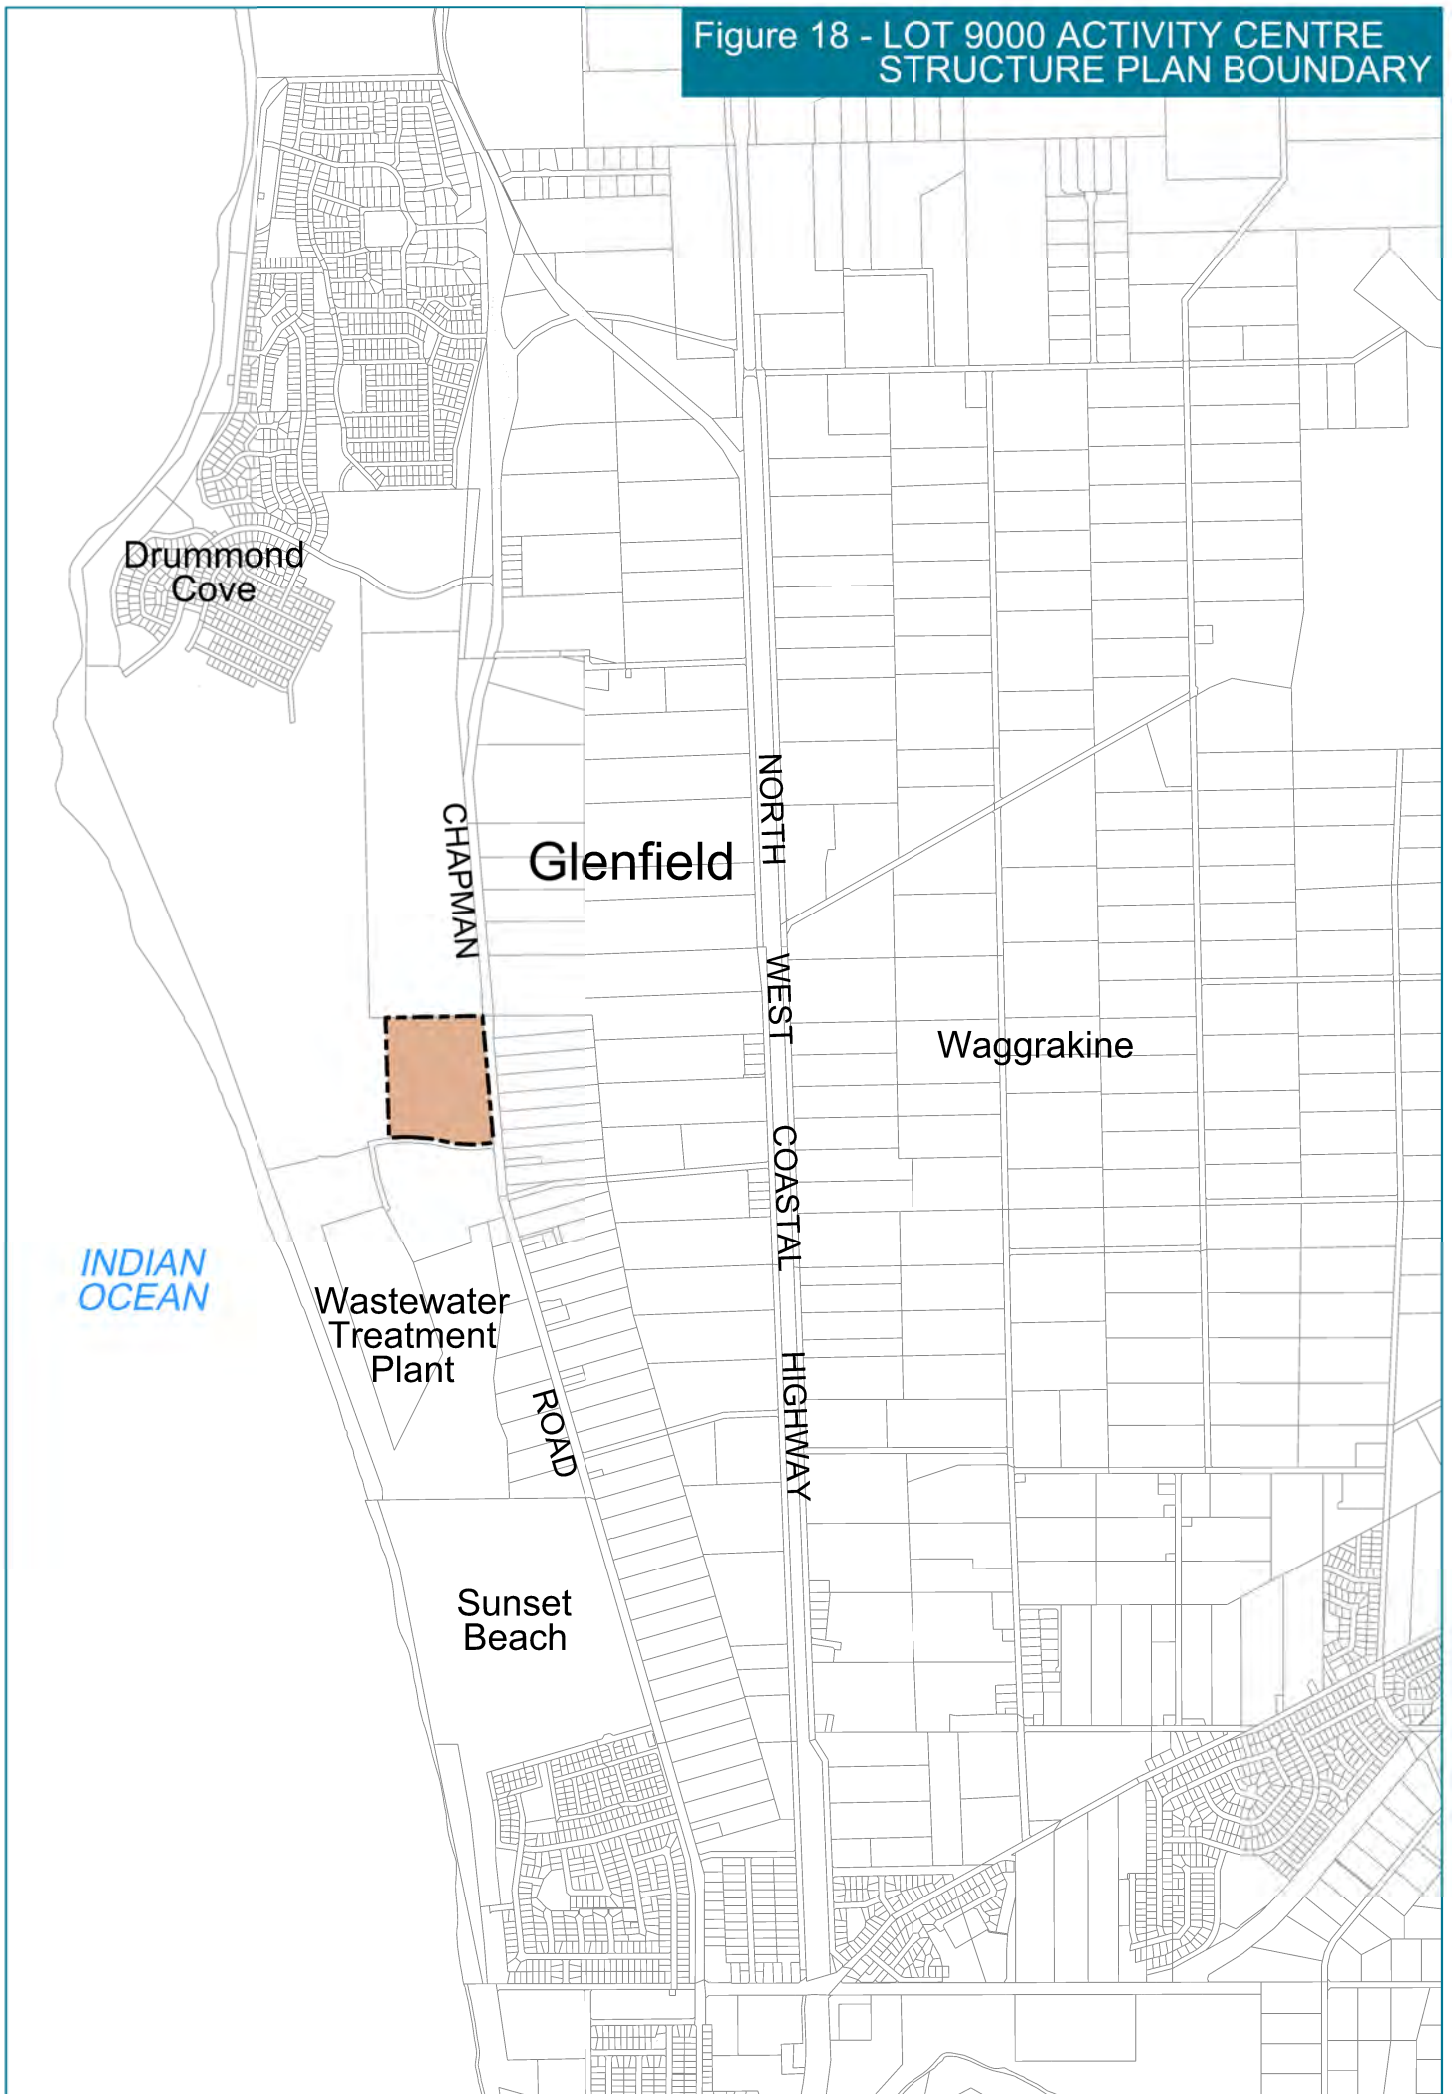 Figure 18 - LOT 9000 ACTIVITY CENTRE
STRUCTURE PLAN BOUNDARY
Drummond
Cove
CHAPMAN
Glenfield
NORTH
WEST
Waggrakine
COASTAL
INDIAN
OCEAN
Wastewater
Treatment
Plant
HIGHWAY
ROAD
Sunset
Beach